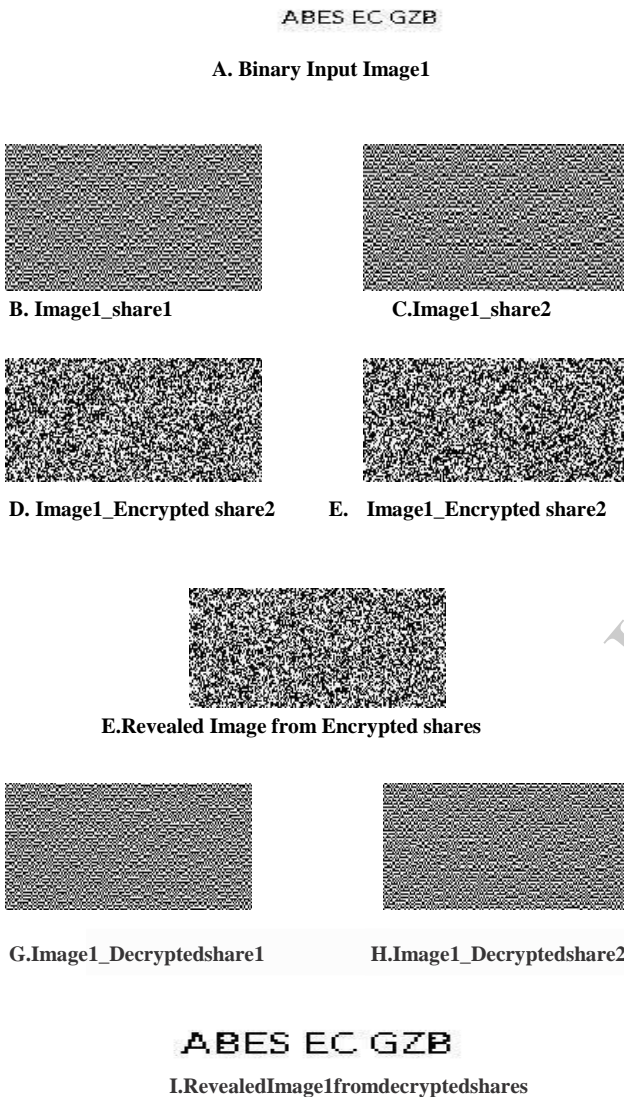 ABES EC GZB
A. Binary Input Image1
B. Image1_share1 C.Image1_share2
D. Image1_Encrypted share2 E. Image1_Encrypted share2
E.Revealed Image from Encrypted shares
G.Image1_Decryptedshare1 H.Image1_Decryptedshare2
ABES EC GZB
I.RevealedImage1fromdecryptedshares